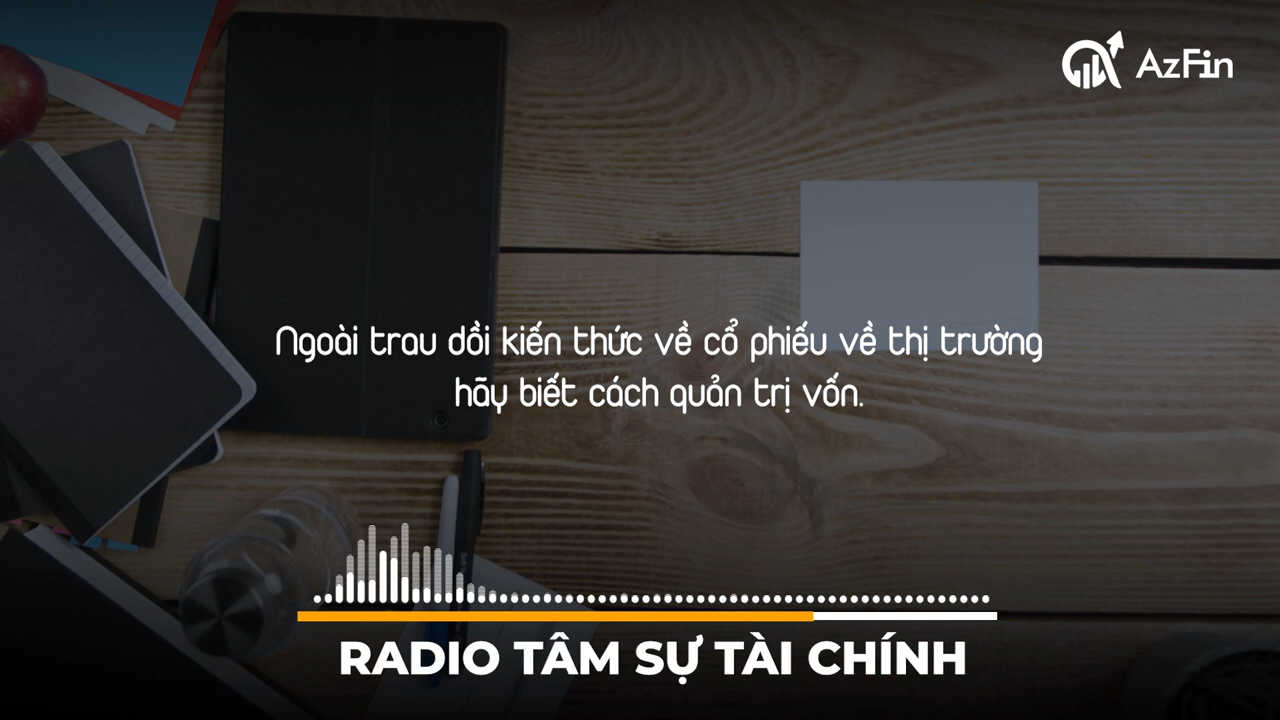 AzFin
Ngoài trau dồi kiến thức về cổ phiếu về thị trường
hãy biết cách quản trị vốn.
RADIO TÂM SỰ TÀI CHÍNH